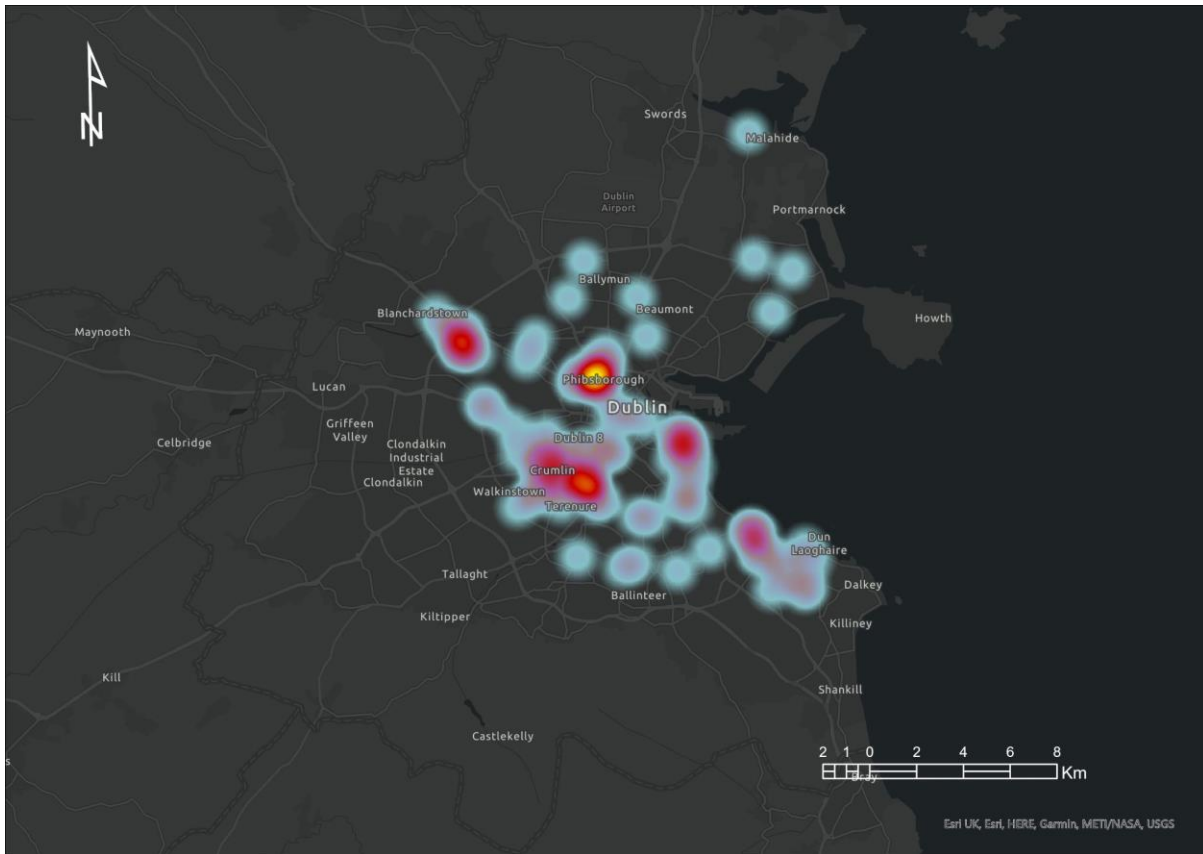 N
Swords
Malahide
Dublin
Airport
Portmarnock
Ballymun
Beaumont
Blanchardstown
Howth
Maynooth
Phibsborough
Lucan
Dublin
Griffeen
Valley
Celbridge
Clondalkin
Industrial
Estate
Dublin 8
Crumlin
Clondalkin
Walkinstown
Terenure
Dun
Laoghaire
Tallaght
Dalkey
Ballinteer
Kiltipper
Killiney
Kill
Shankill
Castlekelly
2 1 0 2 4 6 8
Km
s
Bray
Esri UK, Esri, HERE, Garmin, METI/NASA, USGS